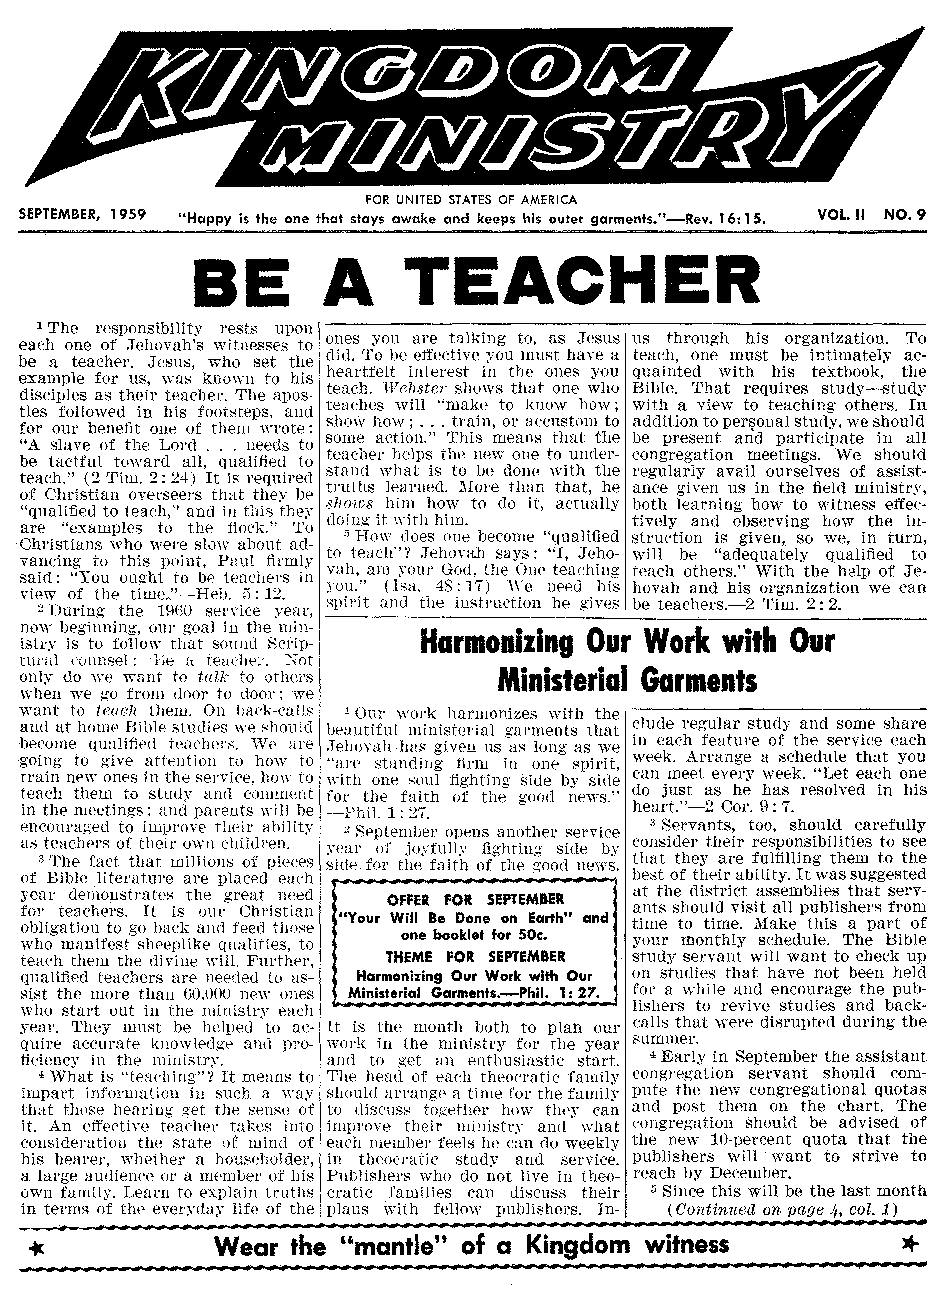 KINGDOM
MINISTRY
FOR UNITED STATES OF AMERICA
SEPTEMBER, 1959 "Happy is the one that stays awake and keeps his outer garments."—Rev. 16:15. VOL. II NO. 9
BE A TEACHER
1 The responsibility rests upon
each one of Jehovah's witnesses to
be a teacher. Jesus, who set the
example for us, was known to his
disciples as their teacher. The apos-
tles followed in his footsteps, and
for our benefit one of them wrote:
"A slave of the Lord . . . needs to
be tactful toward all, qualified to
teach." (2 Tim. 2:24) It is required
of Christian overseers that they be
"qualified to teach," and in this they
are "examples to the flock." To
Christians who were slow about ad-
vancing to this point, Paul firmly
said: "You ought to be teachers in
view of the time."—Heb. 5:12.
2 During the 1960 service year,
now beginning, our goal in the min-
istry is to follow that sound Scrip-
tural counsel: Be a teacher. Not
only do we want to talk to others
when we go from door to door; we
want to teach them. On back-calls
and at home Bible studies we should
become qualified teachers. We are
going to give attention to how to
train new ones in the service, how to
teach them to study and comment
in the meetings; and parents will be
encouraged to improve their ability
as teachers of their own children.
3 The fact that millions of pieces
of Bible literature are placed each
year demonstrates the great need
for teachers. It is our Christian
obligation to go back and feed those
who manifest sheeplike qualities, to
teach them the divine will. Further,
qualified teachers are needed to as-
sist the more than 60,000 new ones
who start out in the ministry each
year. They must be helped to ac-
quire accurate knowledge and pro-
ficiency in the ministry.
4 What is "teaching"? It means to
impart information in such a way
that those hearing get the sense of
it. An effective teacher takes into
consideration the state of mind of
his hearer, whether a householder,
a large audience or a member of his
own family. Learn to explain truths
in terms of the everyday life of the
ones you are talking to, as Jesus
did. To be effective you must have a
heartfelt interest in the ones you
teach. Webster shows that one who
teaches will "make to know how;
show how; . . . train, or accustom to
some action." This means that the
teacher helps the new one to under-
stand what is to be done with the
truths learned. More than that, he
shows him how to do it, actually
doing it with him.
5 How does one become "qualified
to teach"? Jehovah says: "I, Jeho-
vah, am your God, the One teaching
you." (Isa. 48:17) We need his
spirit and the instruction he gives
us through his organization. To
teach, one must be intimately ac-
quainted with his textbook, the
Bible. That requires study—study
with a view to teaching others. In
addition to personal study, we should
be present and participate in all
congregation meetings. We should
regularly avail ourselves of assist-
ance given us in the field ministry,
both learning how to witness effec-
tively and observing how the in-
struction is given, so we, in turn,
will be "adequately qualified to
teach others." With the help of Je-
hovah and his organization we can
be teachers.—2 Tim. 2:2.
Harmonizing Our Work with Our
Ministerial Garments
1 Our work harmonizes with the
beautiful ministerial garments that
Jehovah has given us as long as we
"are standing firm in one spirit,
with one soul fighting side by side
for the faith of the good news."
—Phil. 1:27.
2 September opens another service
year of joyfully fighting side by
side for the faith of the good news.
OFFER FOR SEPTEMBER
"Your Will Be Done on Earth" and
one booklet for 50c.
THEME FOR SEPTEMBER
Harmonizing Our Work with Our
Ministerial Garments.—Phil. 1:27.
It is the month both to plan our
work in the ministry for the year
and to get an enthusiastic start.
The head of each theocratic family
should arrange a time for the family
to discuss together how they can
improve their ministry and what
each member feels he can do weekly
in theocratic study and service.
Publishers who do not live in theo-
cratic families can discuss their
plans with fellow publishers. In-
clude regular study and some share
in each feature of the service each
week. Arrange a schedule that you
can meet every week. "Let each one
do just as he has resolved in his
heart."—2 Cor. 9:7.
3 Servants, too, should carefully
consider their responsibilities to see
that they are fulfilling them to the
best of their ability. It was suggested
at the district assemblies that serv-
ants should visit all publishers from
time to time. Make this a part of
your monthly schedule. The Bible
study servant will want to check up
on studies that have not been held
for a while and encourage the pub-
lishers to revive studies and back-
calls that were disrupted during the
summer.
4 Early in September the assistant
congregation servant should com-
pute the new congregational quotas
and post them on the chart. The
congregation should be advised of
the new 10-percent quota that the
publishers will want to strive to
reach by December.
5 Since this will be the last month
(Continued on page 4, col. 1)
Wear the "mantle" of a Kingdom witness